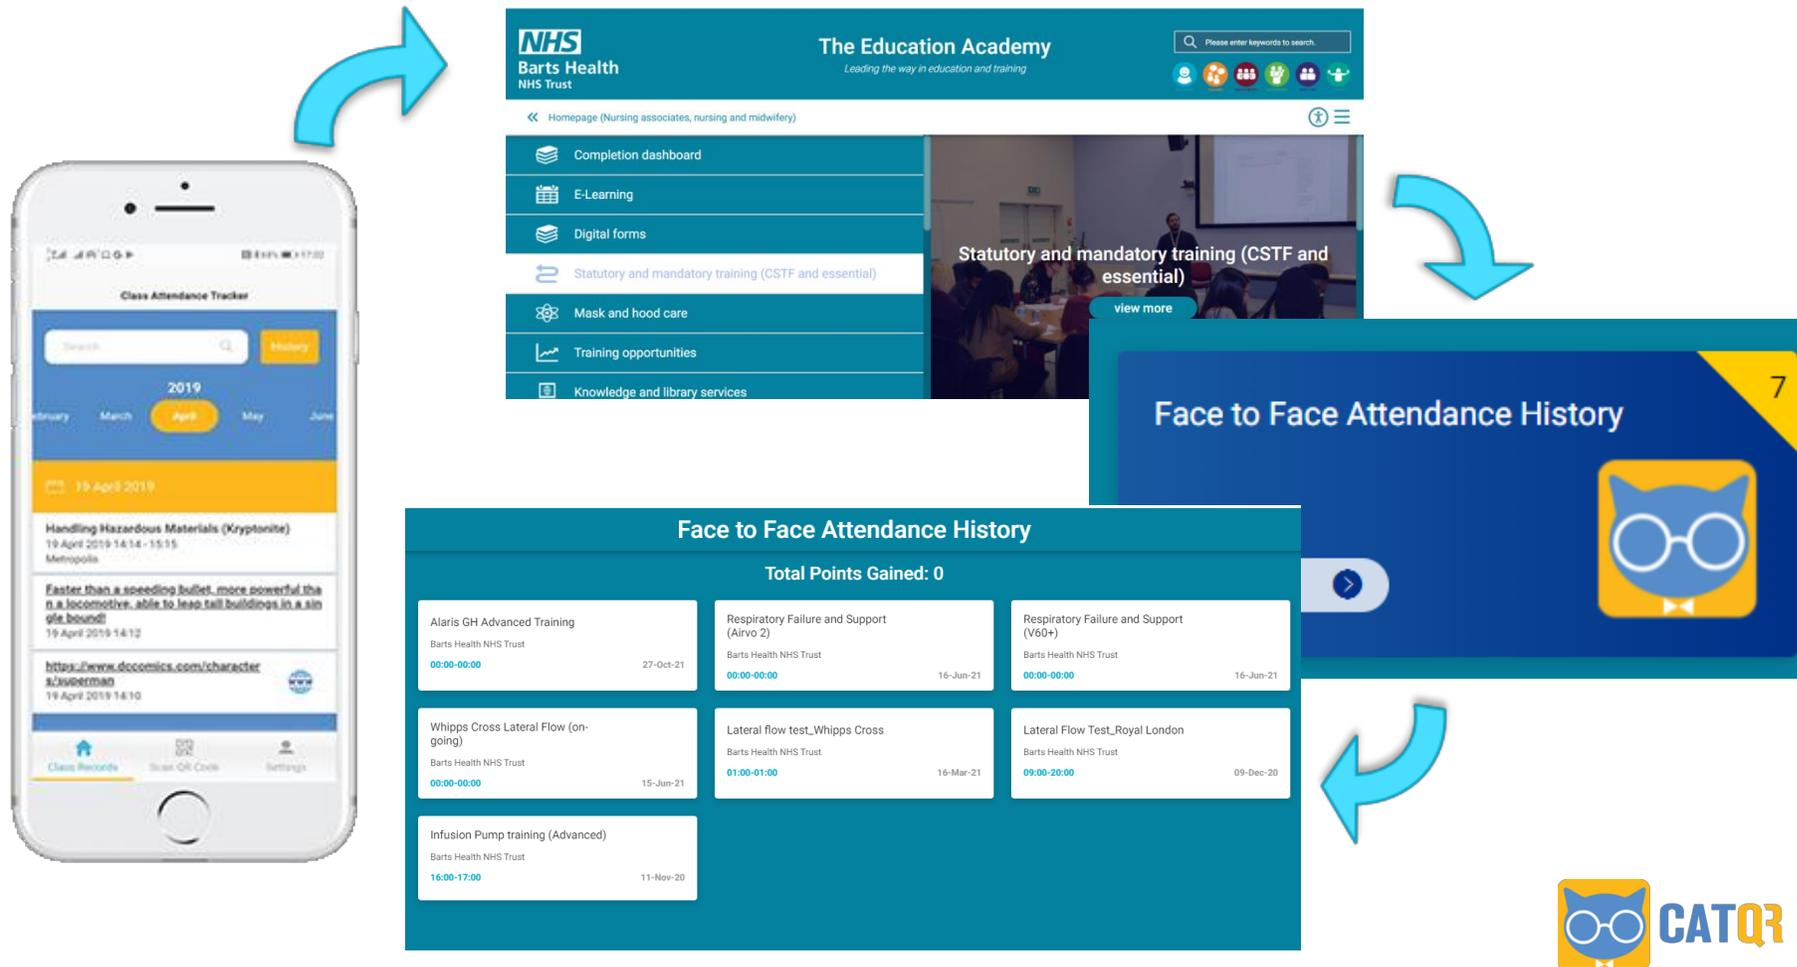 Class Attendance Tracker
Search
History
2019
ebruary March April May June
19 April 2019
Handling Hazardous Materials (Kryptonite)
19 April 2019 14:14 - 15:15
Metropolis
Faster than a speeding bullet, more powerful tha
n a locomotive, able to leap tall buildings in a sin
gle bound!
19 April 2019 14:12
https://www.dccomics.com/character
s/superman
19 April 2019 14:10
Class Records Scan QR Code Settings
NHS
Barts Health
NHS Trust
The Education Academy
Leading the way in education and training
Please enter keywords to search.
Homepage (Nursing associates, nursing and midwifery)
Completion dashboard
E-Learning
Digital forms
Statutory and mandatory training (CSTF and essential)
Mask and hood care
Training opportunities
Knowledge and library services
Statutory and mandatory training (CSTF and
essential)
view more
7
Face to Face Attendance History
Face to Face Attendance History
Total Points Gained: 0
Alaris GH Advanced Training
Barts Health NHS Trust
00:00-00:00 27-Oct-21
Respiratory Failure and Support
(Airvo 2)
Barts Health NHS Trust
00:00-00:00 16-Jun-21
Respiratory Failure and Support
(V60+)
Barts Health NHS Trust
00:00-00:00 16-Jun-21
Whipps Cross Lateral Flow (on-
going)
Barts Health NHS Trust
00:00-00:00 15-Jun-21
Lateral flow test_Whipps Cross
Barts Health NHS Trust
01:00-01:00 16-Mar-21
Lateral Flow Test_Royal London
Barts Health NHS Trust
09:00-20:00 09-Dec-20
Infusion Pump training (Advanced)
Barts Health NHS Trust
16:00-17:00 11-Nov-20
CATQR